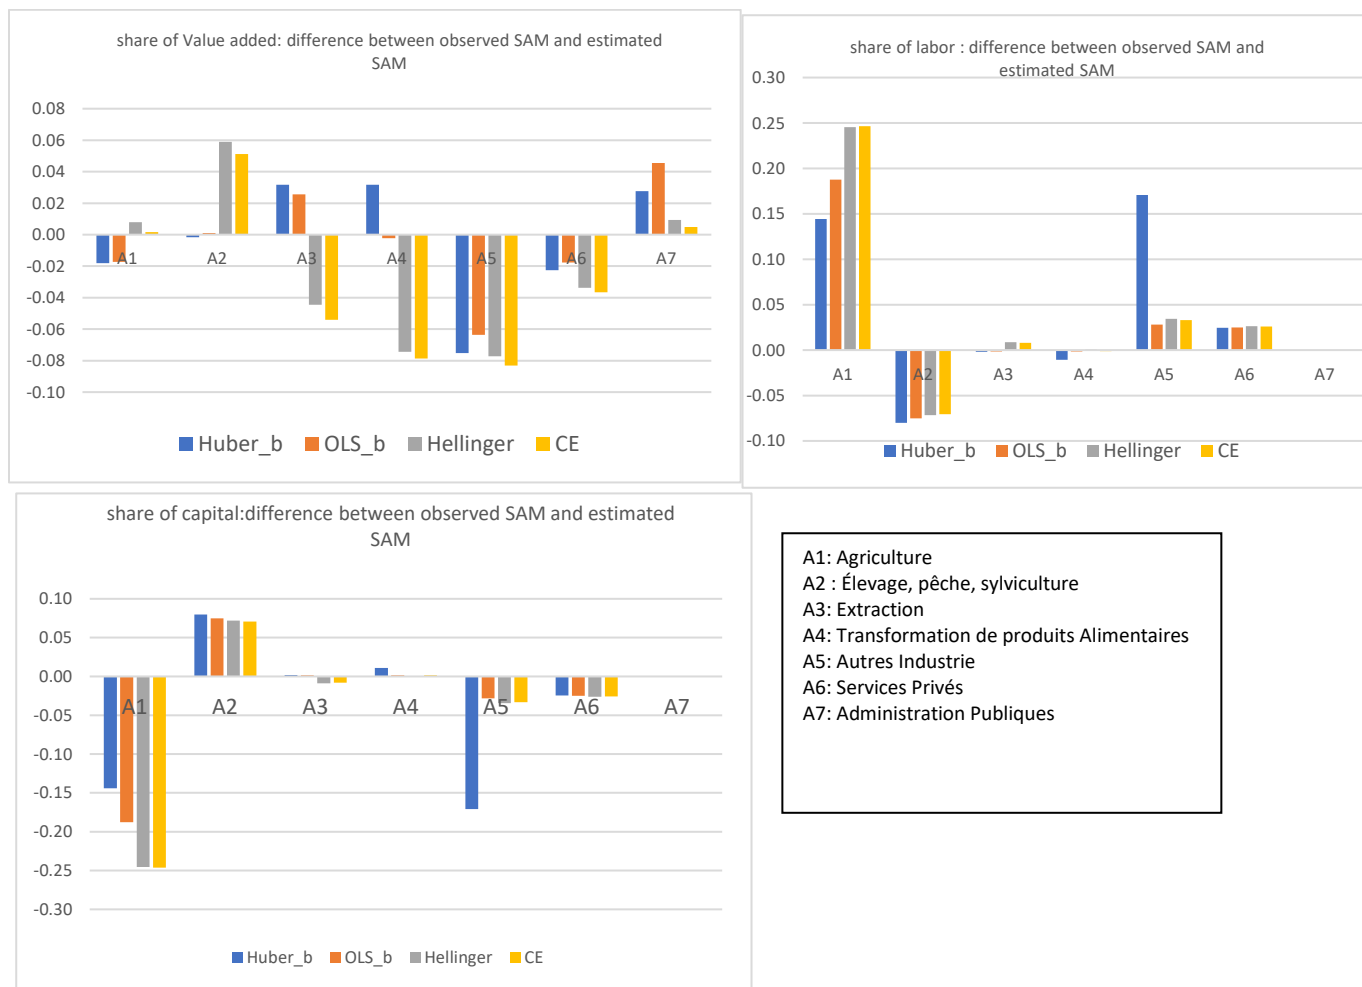 share of Value added: difference between observed SAM and estimated
SAM
0.08
0.06
0.04
0.02
0.00
-0.02
-0.04
-0.06
-0.08
-0.10
A1
A2
A3
A4
A5
A6
A7
Huber_b
OLS_b
Hellinger
CE
share of labor : difference between observed SAM and
estimated SAM
0.30
0.25
0.20
0.15
0.10
0.05
0.00
-0.05
-0.10
A1
A2
A3
A4
A5
A6
A7
Huber_b
OLS_b
Hellinger
CE
share of capital:difference between observed SAM and estimated
SAM
0.10
0.05
0.00
-0.05
-0.10
-0.15
-0.20
-0.25
-0.30
A1
A2
A3
A4
A5
A6
A7
Huber_b
OLS_b
Hellinger
CE
A1: Agriculture
A2 : Élevage, pêche, sylviculture
A3: Extraction
A4: Transformation de produits Alimentaires
A5: Autres Industrie
A6: Services Privés
A7: Administration Publiques